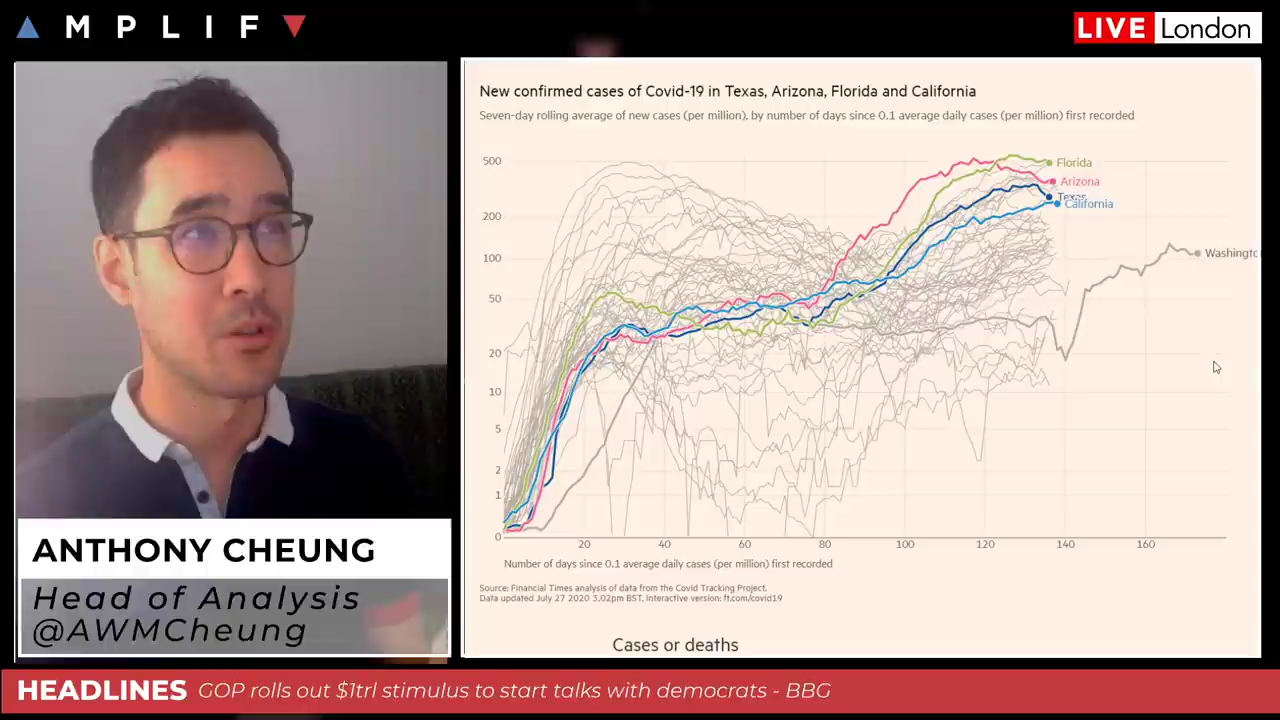 AMPLIFY
LIVE London
New confirmed cases of Covid-19 in Texas, Arizona, Florida and California
Seven-day rolling average of new cases (per million), by number of days since 0.1 average daily cases (per million) first recorded
500
200
100
50
20
10
5
2
1
0
Florida
Arizona
Texas
California
Washingto
20 40 60 80 100 120 140 160
Number of days since 0.1 average daily cases (per million) first recorded
Source: Financial Times analysis of data from the Covid Tracking Project.
Data updated July 27 2020 3.02pm BST. Interactive version: ft.com/covid19
Cases or deaths
ANTHONY CHEUNG
Head of Analysis
@AWMCheung
HEADLINES GOP rolls out $1trl stimulus to start talks with democrats - BBG